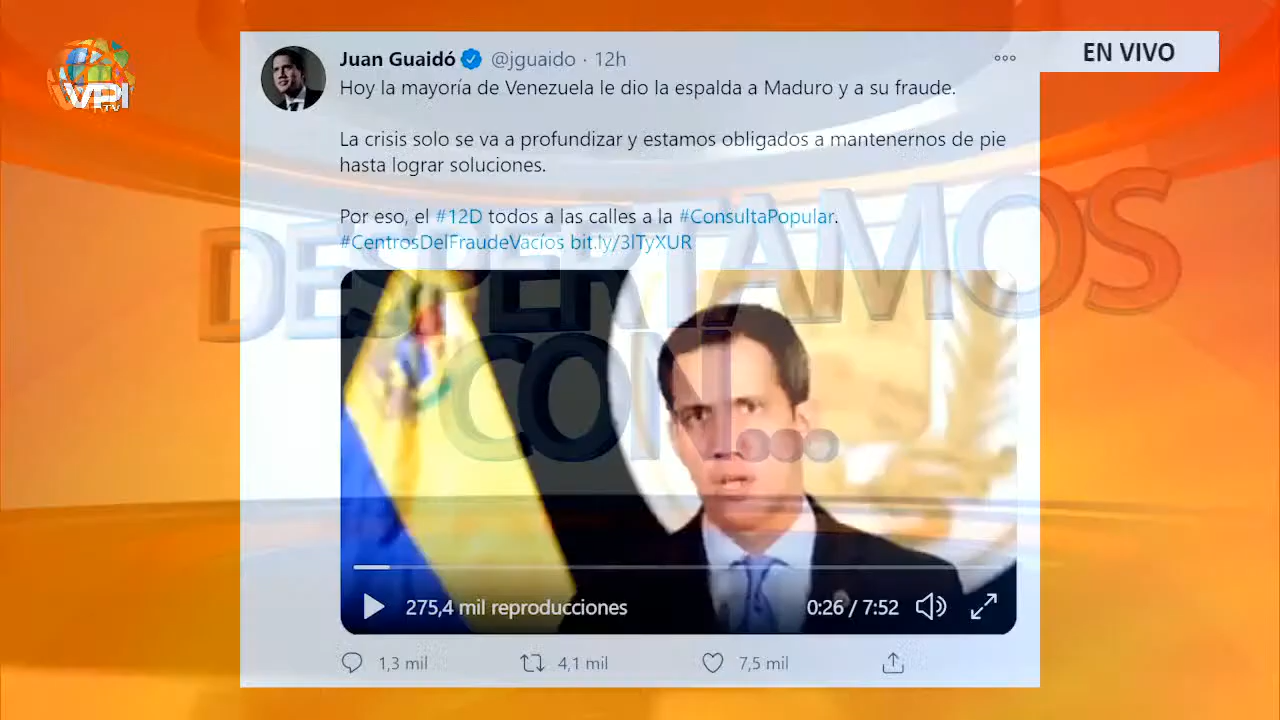 VPI
TV
EN VIVO
Juan Guaidó @jguaido · 12h
Hoy la mayoría de Venezuela le dio la espalda a Maduro y a su fraude.
La crisis solo se va a profundizar y estamos obligados a mantenernos de pie
hasta lograr soluciones.
Por eso, el #12D todos a las calles a la #ConsultaPopular.
#CentrosDelFraudeVacíos bit.ly/3lTyXUR
DESPERTAMOS
CON...
275,4 mil reproducciones 0:26 / 7:52
1,3 mil 4,1 mil 7,5 mil